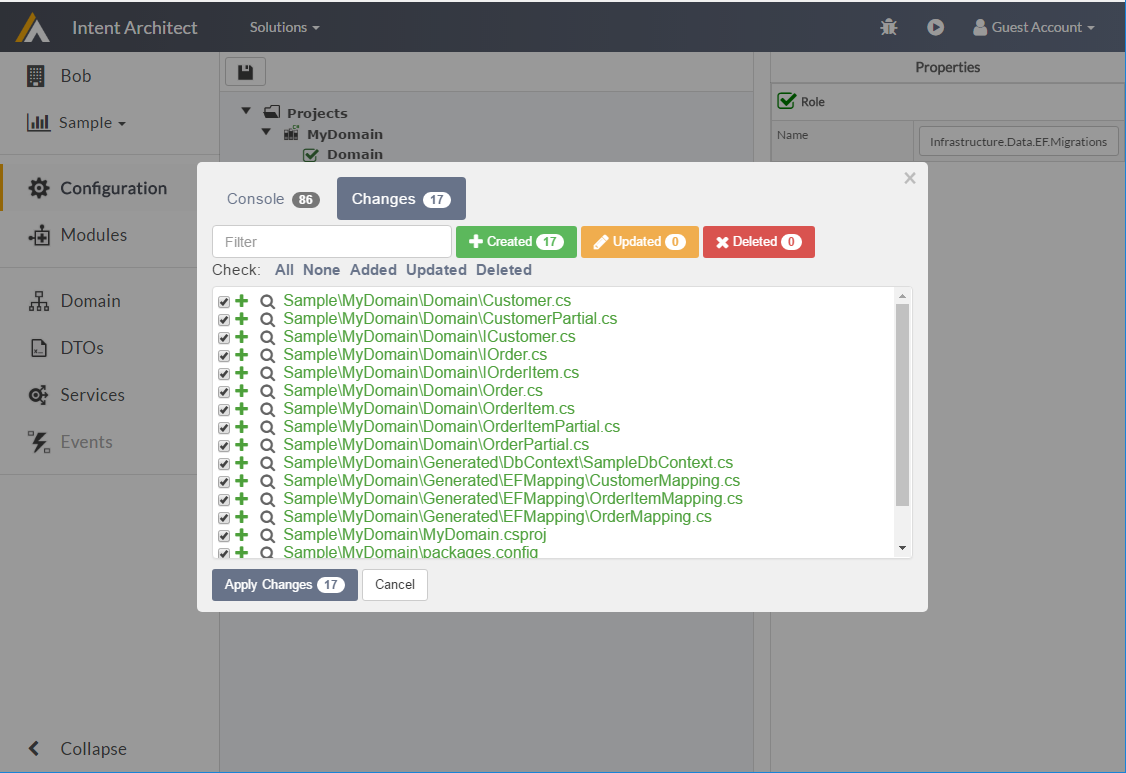 Intent Architect
Solutions
Guest Account
Bob
Sample
Configuration
Modules
Domain
DTOs
Services
Events
Collapse
Projects
MyDomain
Domain
Properties
Role
Name
Infrastructure.Data.EF.Migrations
×
Console 86
Changes 17
Filter
Created 17
Updated 0
Deleted 0
Check: All None Added Updated Deleted
Sample\MyDomain\Domain\Customer.cs
Sample\MyDomain\Domain\CustomerPartial.cs
Sample\MyDomain\Domain\ICustomer.cs
Sample\MyDomain\Domain\IOrder.cs
Sample\MyDomain\Domain\IOrderItem.cs
Sample\MyDomain\Domain\Order.cs
Sample\MyDomain\Domain\OrderItem.cs
Sample\MyDomain\Domain\OrderItemPartial.cs
Sample\MyDomain\Domain\OrderPartial.cs
Sample\MyDomain\Generated\DbContext\SampleDbContext.cs
Sample\MyDomain\Generated\EFMapping\CustomerMapping.cs
Sample\MyDomain\Generated\EFMapping\OrderItemMapping.cs
Sample\MyDomain\Generated\EFMapping\OrderMapping.cs
Sample\MyDomain\MyDomain.csproj
Sample\MyDomain\packages.config
Apply Changes 17
Cancel